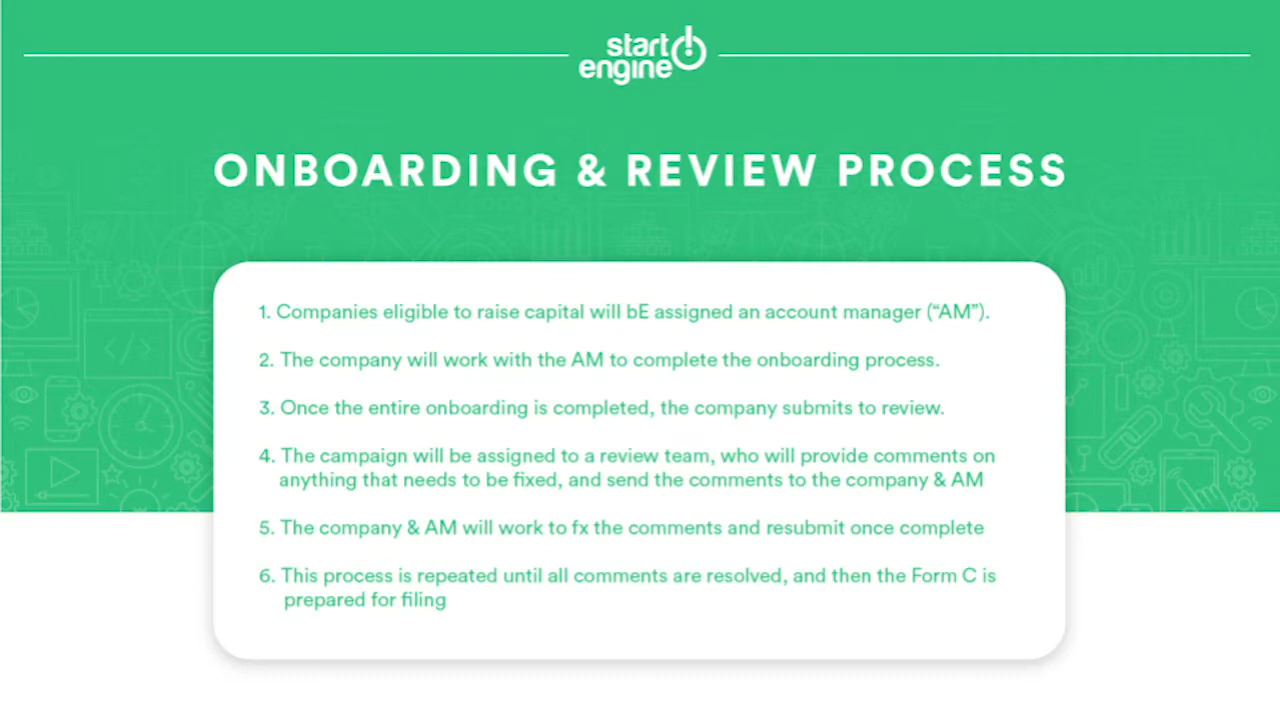 start
engine
ONBOARDING & REVIEW PROCESS
1. Companies eligible to raise capital will bE assigned an account manager (“AM”).
2. The company will work with the AM to complete the onboarding process.
3. Once the entire onboarding is completed, the company submits to review.
4. The campaign will be assigned to a review team, who will provide comments on
anything that needs to be fixed, and send the comments to the company & AM
5. The company & AM will work to fx the comments and resubmit once complete
6. This process is repeated until all comments are resolved, and then the Form C is
prepared for filing